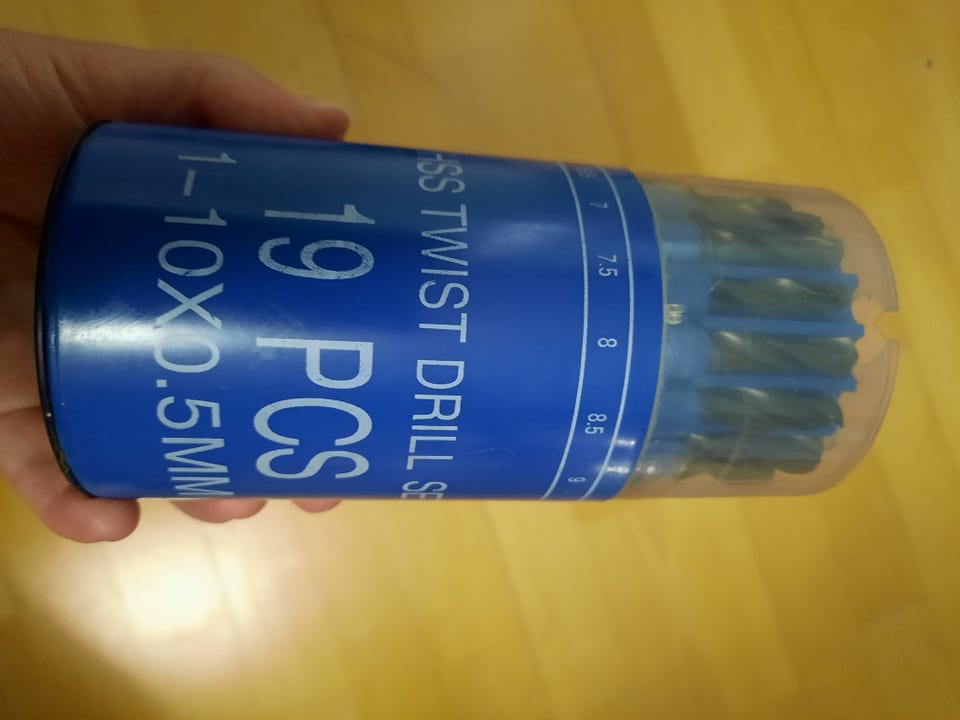 7 7.5 8 8.5 9
HSS TWIST DRILL SE
19 PCS
1-10X0.5MM